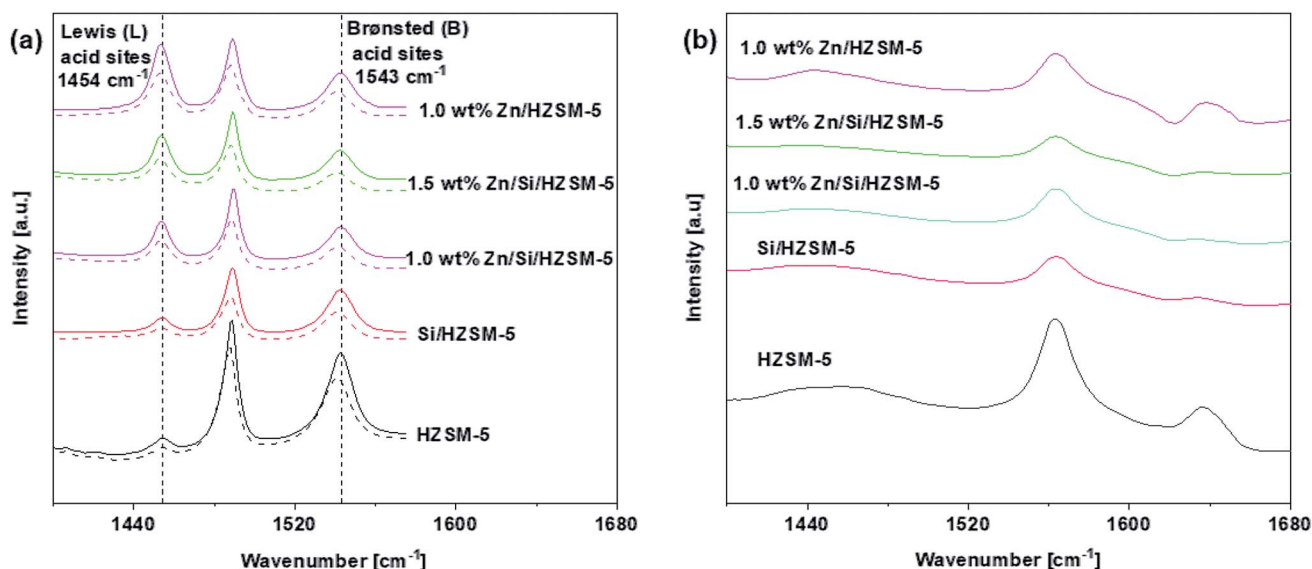 (a)
Lewis (L)
acid sites
1454 cm⁻¹
Brønsted (B)
acid sites
1543 cm⁻¹
1.0 wt% Zn/HZSM-5
1.5 wt% Zn/Si/HZSM-5
1.0 wt% Zn/Si/HZSM-5
Si/HZSM-5
HZSM-5
Intensity [a.u.]
1440 1520 1600 1680
Wavenumber [cm⁻¹]
(b)
1.0 wt% Zn/HZSM-5
1.5 wt% Zn/Si/HZSM-5
1.0 wt% Zn/Si/HZSM-5
Si/HZSM-5
HZSM-5
Intensity [a.u]
1440 1520 1600 1680
Wavenumber [cm⁻¹]